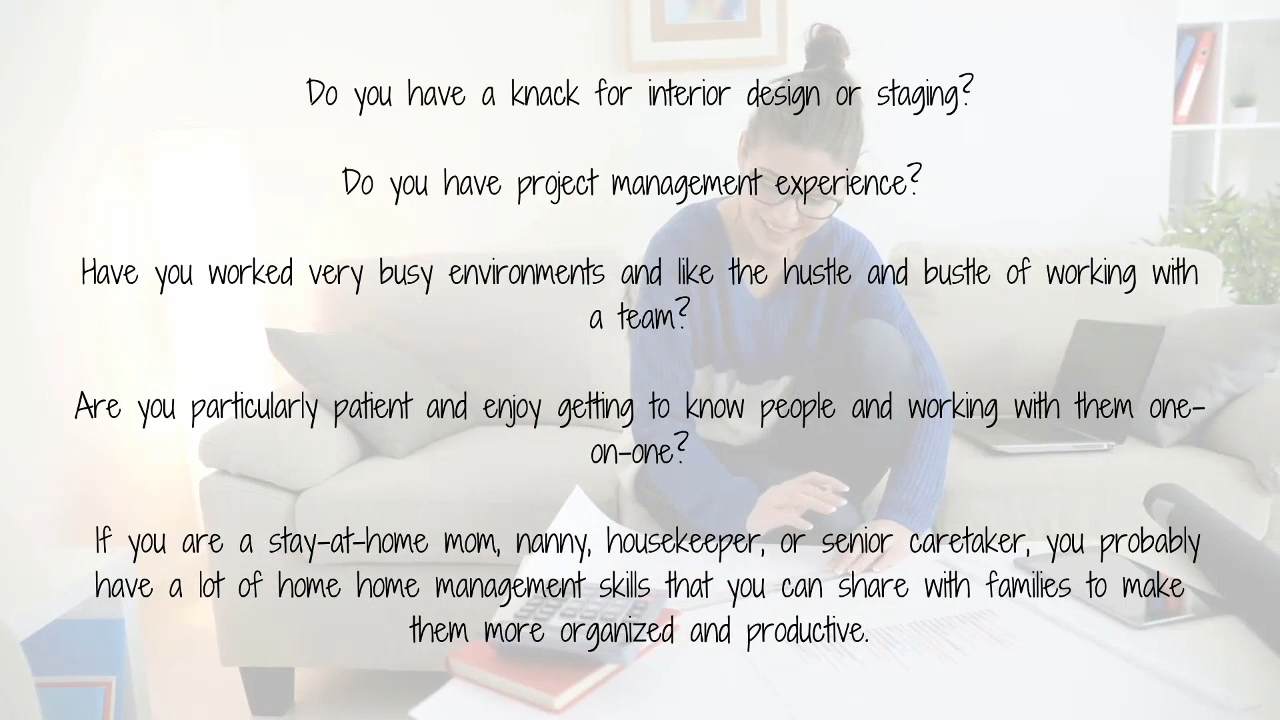 Do you have a knack for interior design or staging?
Do you have project management experience?
Have you worked very busy environments and like the hustle and bustle of working with
a team?
Are you particularly patient and enjoy getting to know people and working with them one-
on-one?
If you are a stay-at-home mom, nanny, housekeeper, or senior caretaker, you probably
have a lot of home home management skills that you can share with families to make
them more organized and productive.